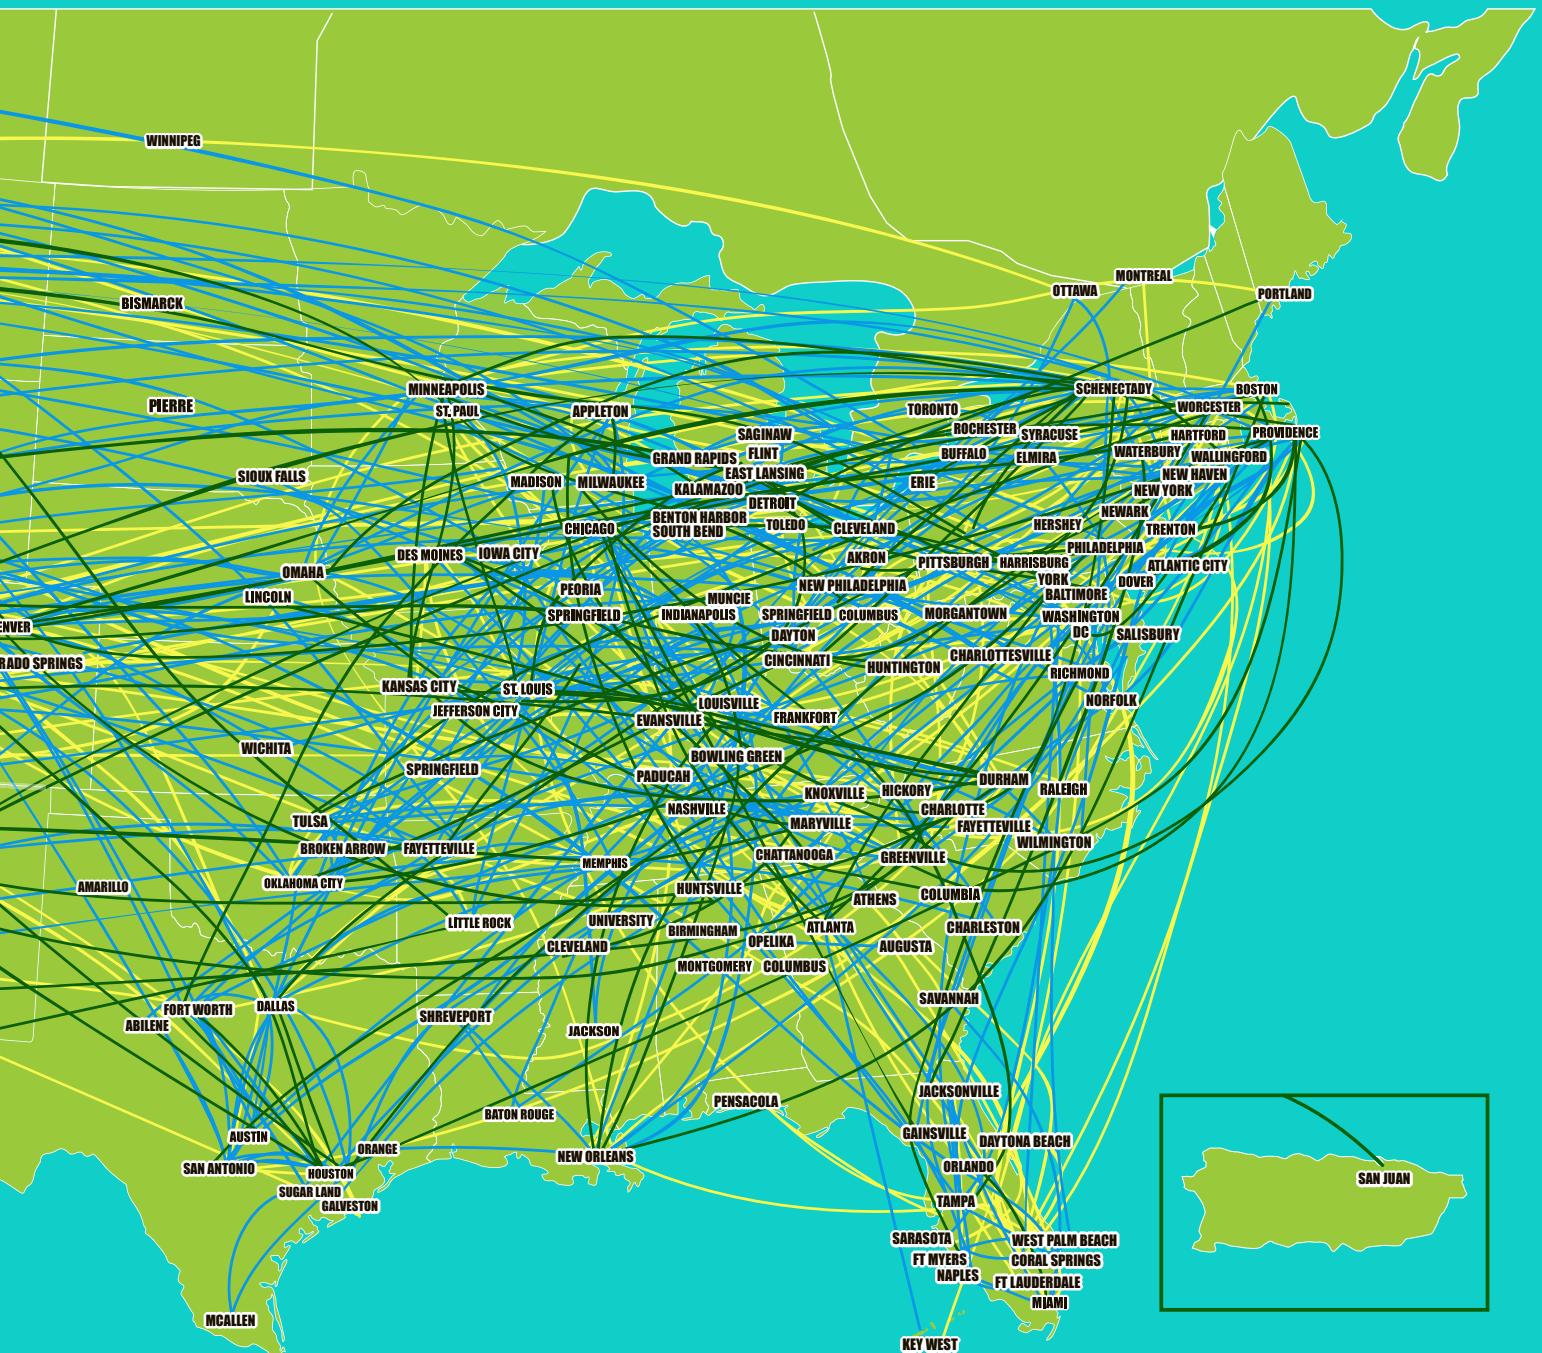 WINNIPEG
MONTREAL
OTTAWA
PORTLAND
BISMARCK
MINNEAPOLIS
SCHENECTADY
BOSTON
PIERRE
ST. PAUL
APPLETON
TORONTO
WORCESTER
ROCHESTER
SYRACUSE
SAGINAW
HARTFORD
PROVIDENCE
FLINT
GRAND RAPIDS
BUFFALO
ELMIRA
WATERBURY
WALLINGFORD
SIOUX FALLS
EAST LANSING
NEW HAVEN
MADISON
MILWAUKEE
KALAMAZOO
ERIE
NEW YORK
DETROIT
NEWARK
BENTON HARBOR
CHICAGO
SOUTH BEND
TOLEDO
CLEVELAND
HERSHEY
TRENTON
DES MOINES
IOWA CITY
AKRON
PITTSBURGH
HARRISBURG
PHILADELPHIA
ATLANTIC CITY
OMAHA
YORK
DOVER
LINCOLN
PEORIA
NEW PHILADELPHIA
BALTIMORE
MUNCIE
SPRINGFIELD
INDIANAPOLIS
SPRINGFIELD
COLUMBUS
MORGANTOWN
WASHINGTON
DC
ENVER
DAYTON
SALISBURY
RADO SPRINGS
CINCINNATI
HUNTINGTON
CHARLOTTESVILLE
RICHMOND
KANSAS CITY
ST. LOUIS
LOUISVILLE
NORFOLK
JEFFERSON CITY
EVANSVILLE
FRANKFORT
WICHITA
BOWLING GREEN
SPRINGFIELD
PADUCAH
DURHAM
KNOXVILLE
HICKORY
RALEIGH
NASHVILLE
CHARLOTTE
TULSA
MARYVILLE
FAYETTEVILLE
WILMINGTON
BROKEN ARROW
FAYETTEVILLE
MEMPHIS
CHATTANOOGA
GREENVILLE
AMARILLO
OKLAHOMA CITY
HUNTSVILLE
ATHENS
COLUMBIA
LITTLE ROCK
UNIVERSITY
BIRMINGHAM
ATLANTA
CHARLESTON
CLEVELAND
OPELIKA
AUGUSTA
MONTGOMERY
COLUMBUS
SAVANNAH
FORT WORTH
DALLAS
ABILENE
SHREVEPORT
JACKSON
JACKSONVILLE
PENSACOLA
BATON ROUGE
GAINSVILLE
DAYTONA BEACH
AUSTIN
ORANGE
NEW ORLEANS
SAN ANTONIO
HOUSTON
ORLANDO
SAN JUAN
SUGAR LAND
GALVESTON
TAMPA
SARASOTA
WEST PALM BEACH
FT MYERS
CORAL SPRINGS
NAPLES
FT LAUDERDALE
MIAMI
MCALLEN
KEY WEST